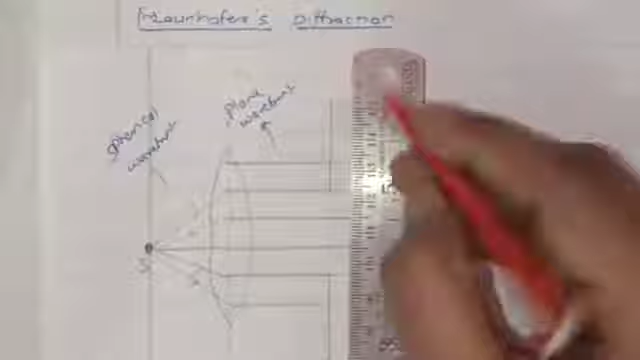 Fraunhofer's Diffraction
Spherical
wavefront
Plane
wavefront
S